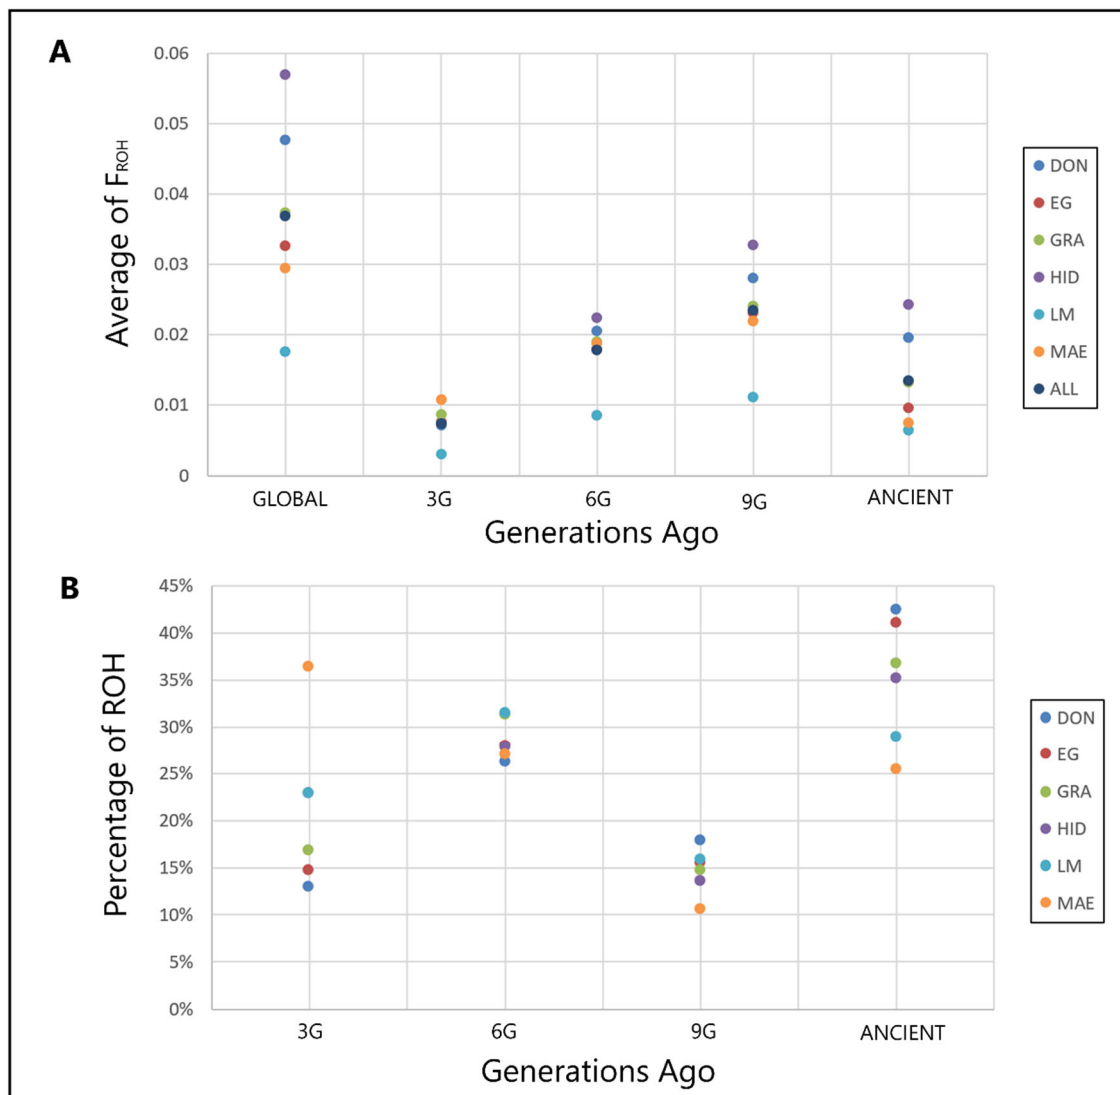 A
Average of FROH
0.06
0.05
0.04
0.03
0.02
0.01
0
GLOBAL 3G 6G 9G ANCIENT
Generations Ago
DON
EG
GRA
HID
LM
MAE
ALL
B
Percentage of ROH
45%
40%
35%
30%
25%
20%
15%
10%
5%
0%
3G 6G 9G ANCIENT
Generations Ago
DON
EG
GRA
HID
LM
MAE